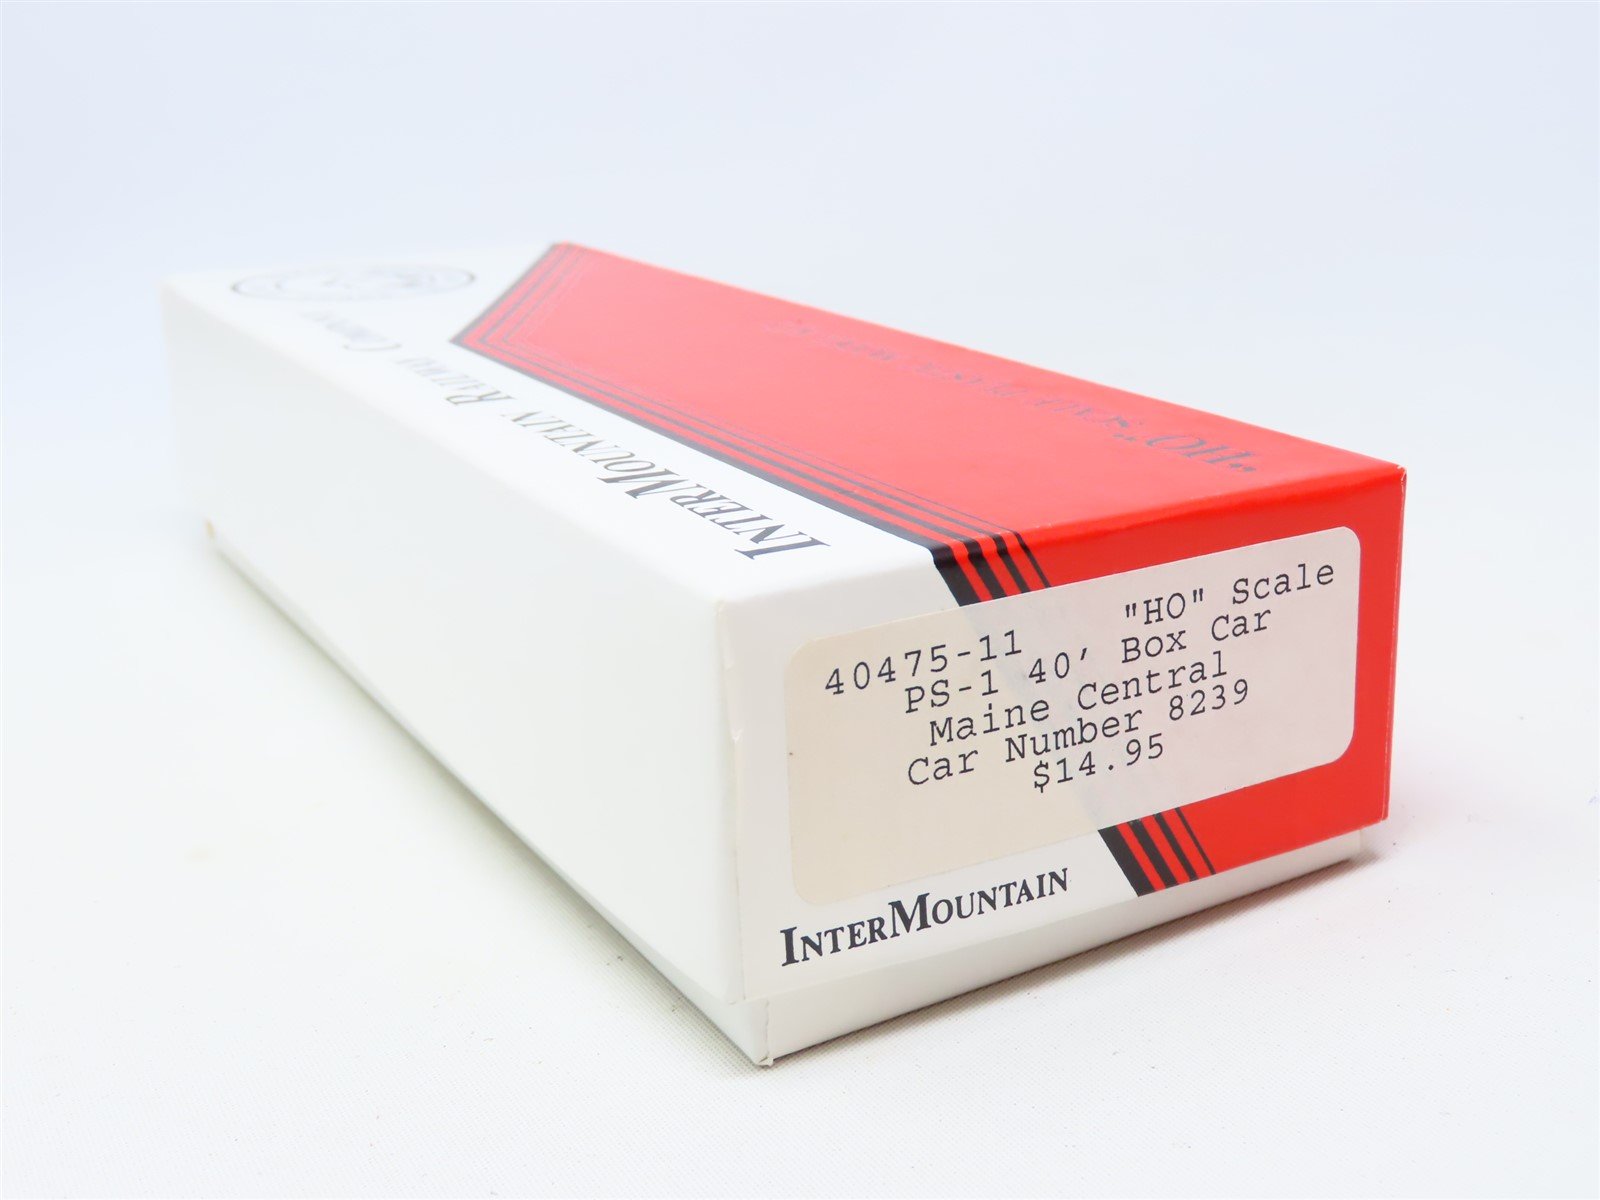 INTERMOUNTAIN RAILWAY COMPANY
"HO" Scale
40475-11 "HO" Scale
PS-1 40' Box Car
Maine Central
Car Number 8239
$14.95
INTERMOUNTAIN